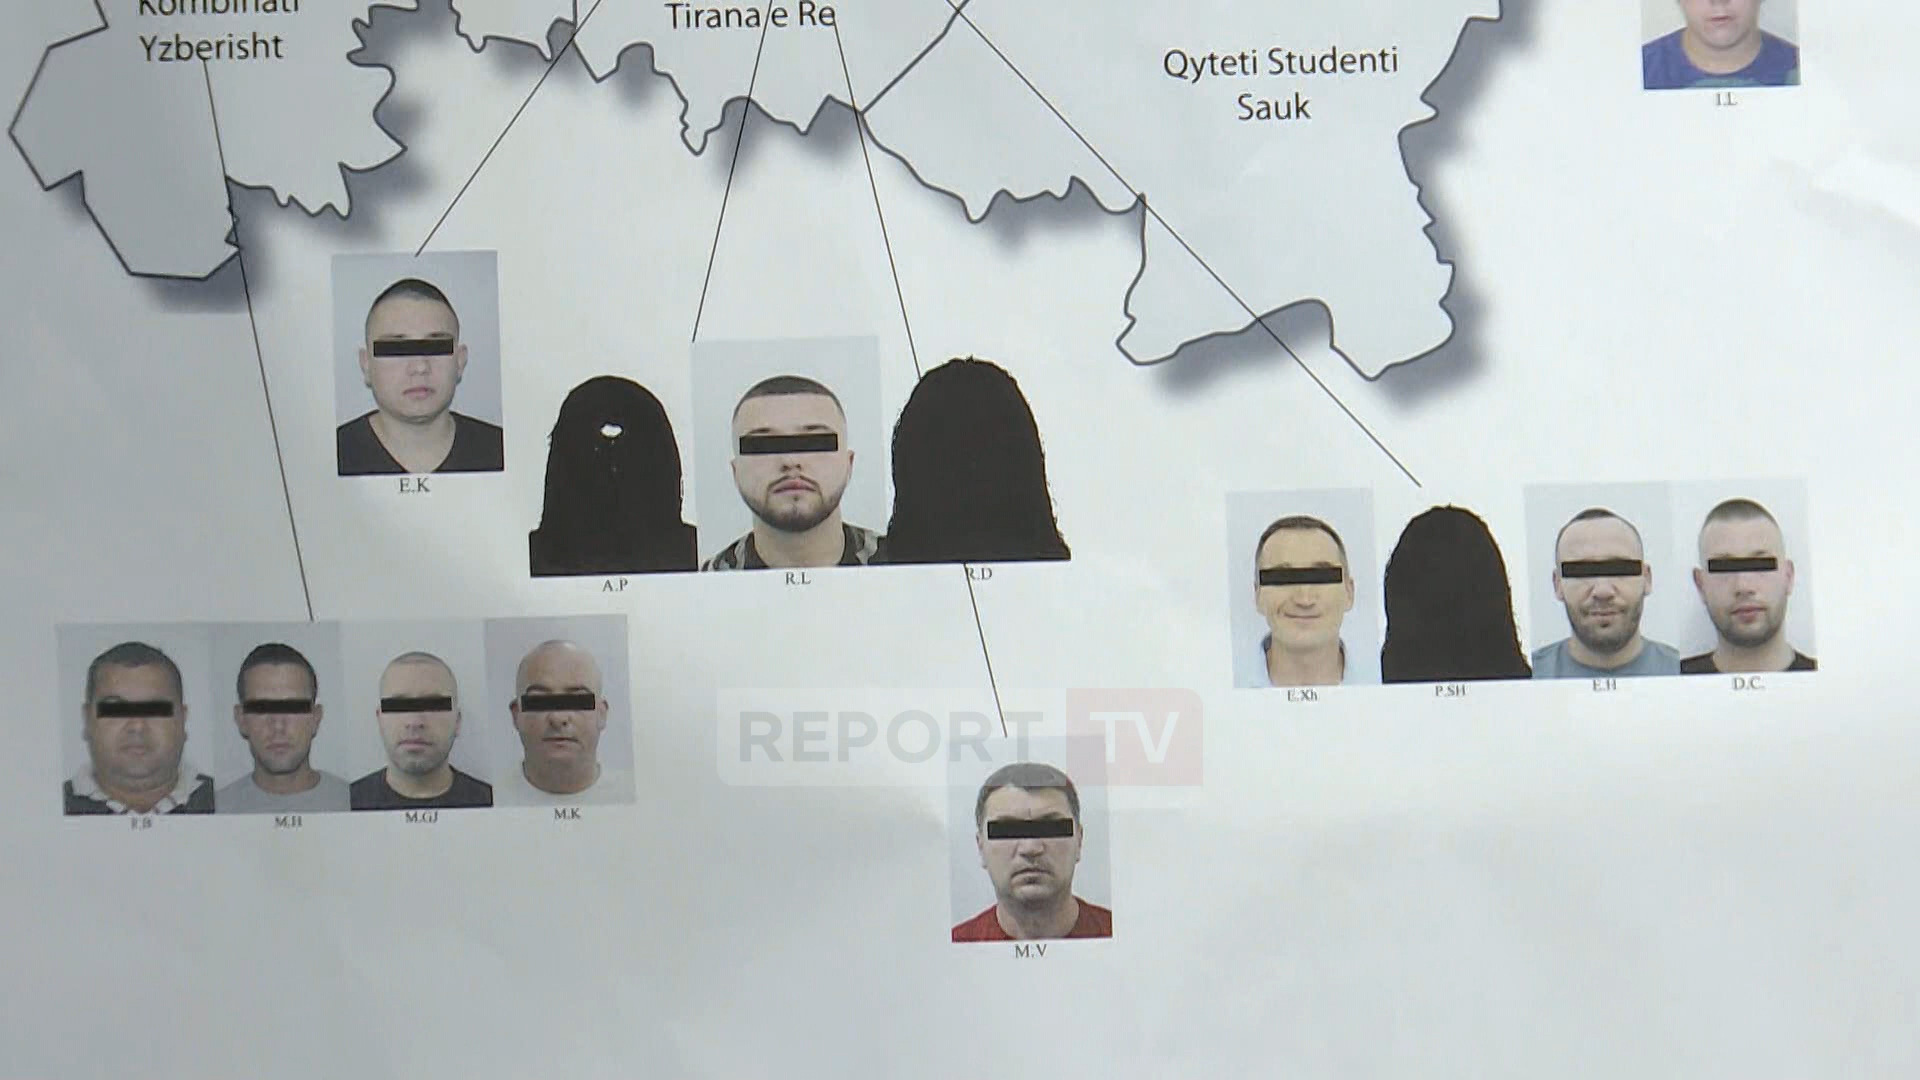 Kombinati
Yzberisht
Tirana e Re
Qyteti Studenti
Sauk
I.L
E.K
A.P
R.L
R.D
E.Xh
P.SH
E.H
D.C.
R.B
M.H
M.GJ
M.K
REPORT TV
M.V